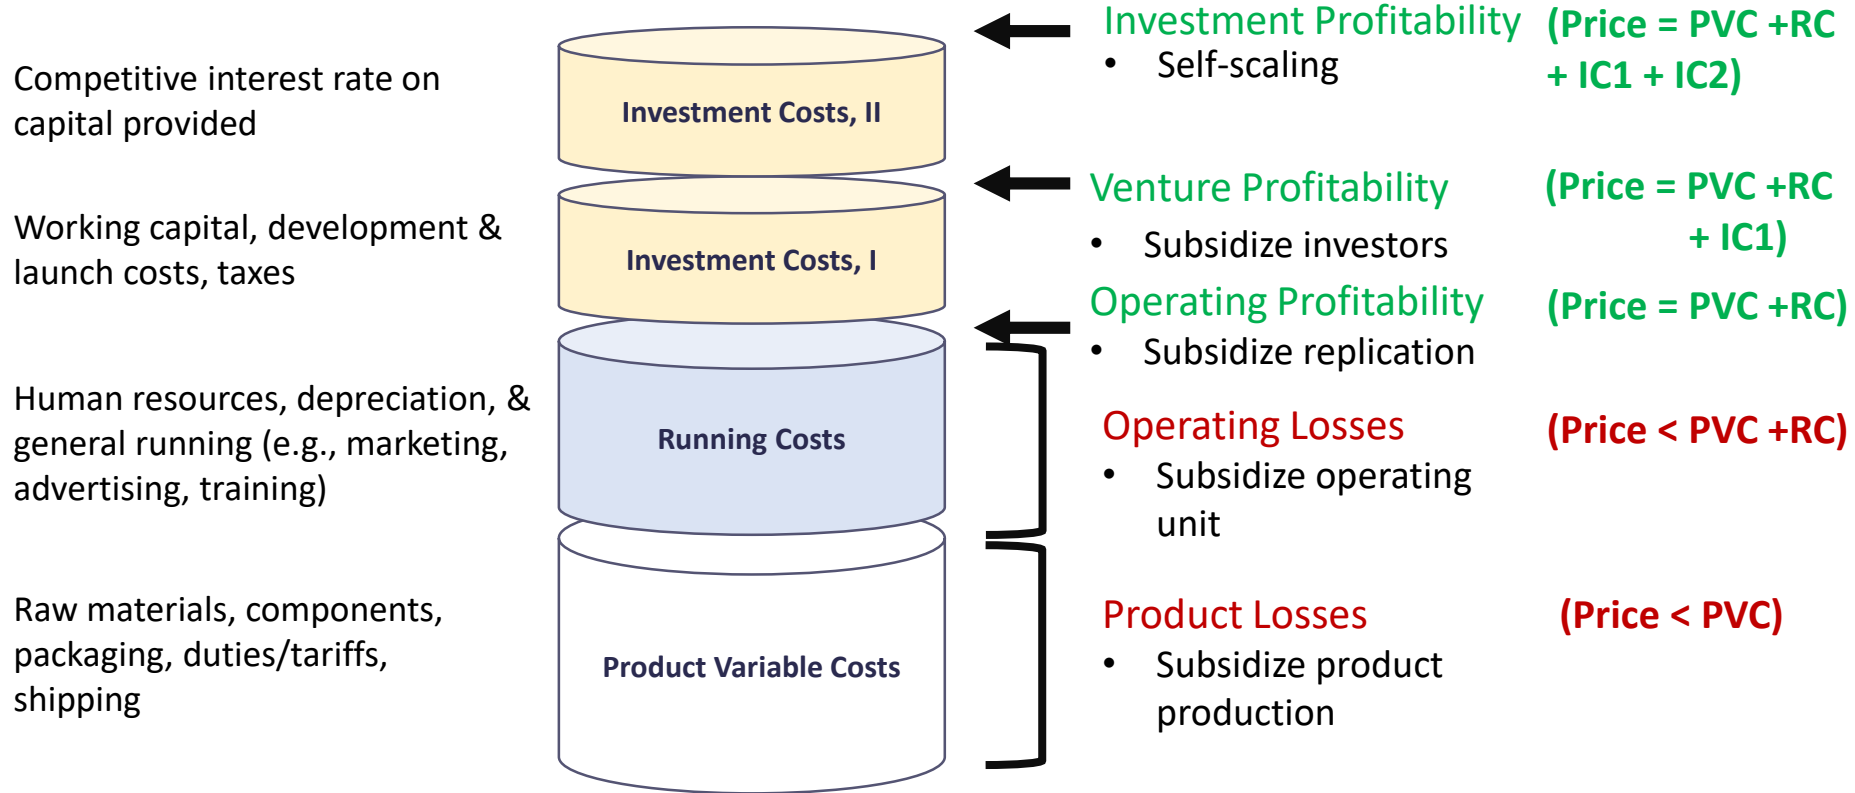 Competitive interest rate on
capital provided
Investment Costs, II
Investment Profitability
• Self-scaling
(Price = PVC +RC
+ IC1 + IC2)
Working capital, development &
launch costs, taxes
Investment Costs, I
Venture Profitability
• Subsidize investors
(Price = PVC +RC
+ IC1)
Operating Profitability
• Subsidize replication
(Price = PVC +RC)
Human resources, depreciation, &
general running (e.g., marketing,
advertising, training)
Running Costs
Operating Losses
• Subsidize operating
unit
(Price < PVC +RC)
Raw materials, components,
packaging, duties/tariffs,
shipping
Product Variable Costs
Product Losses
• Subsidize product
production
(Price < PVC)